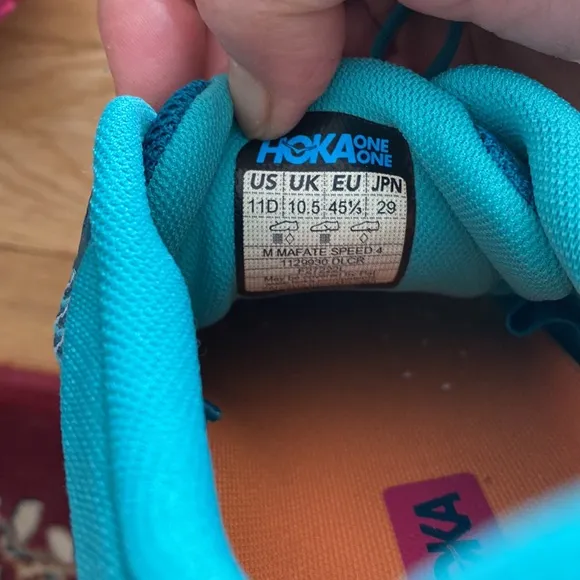 HOKA ONE ONE
US UK EU JPN
11D 10.5 45⅓ 29
M MAFATE SPEED 4
1129930 DLCR
HOKA